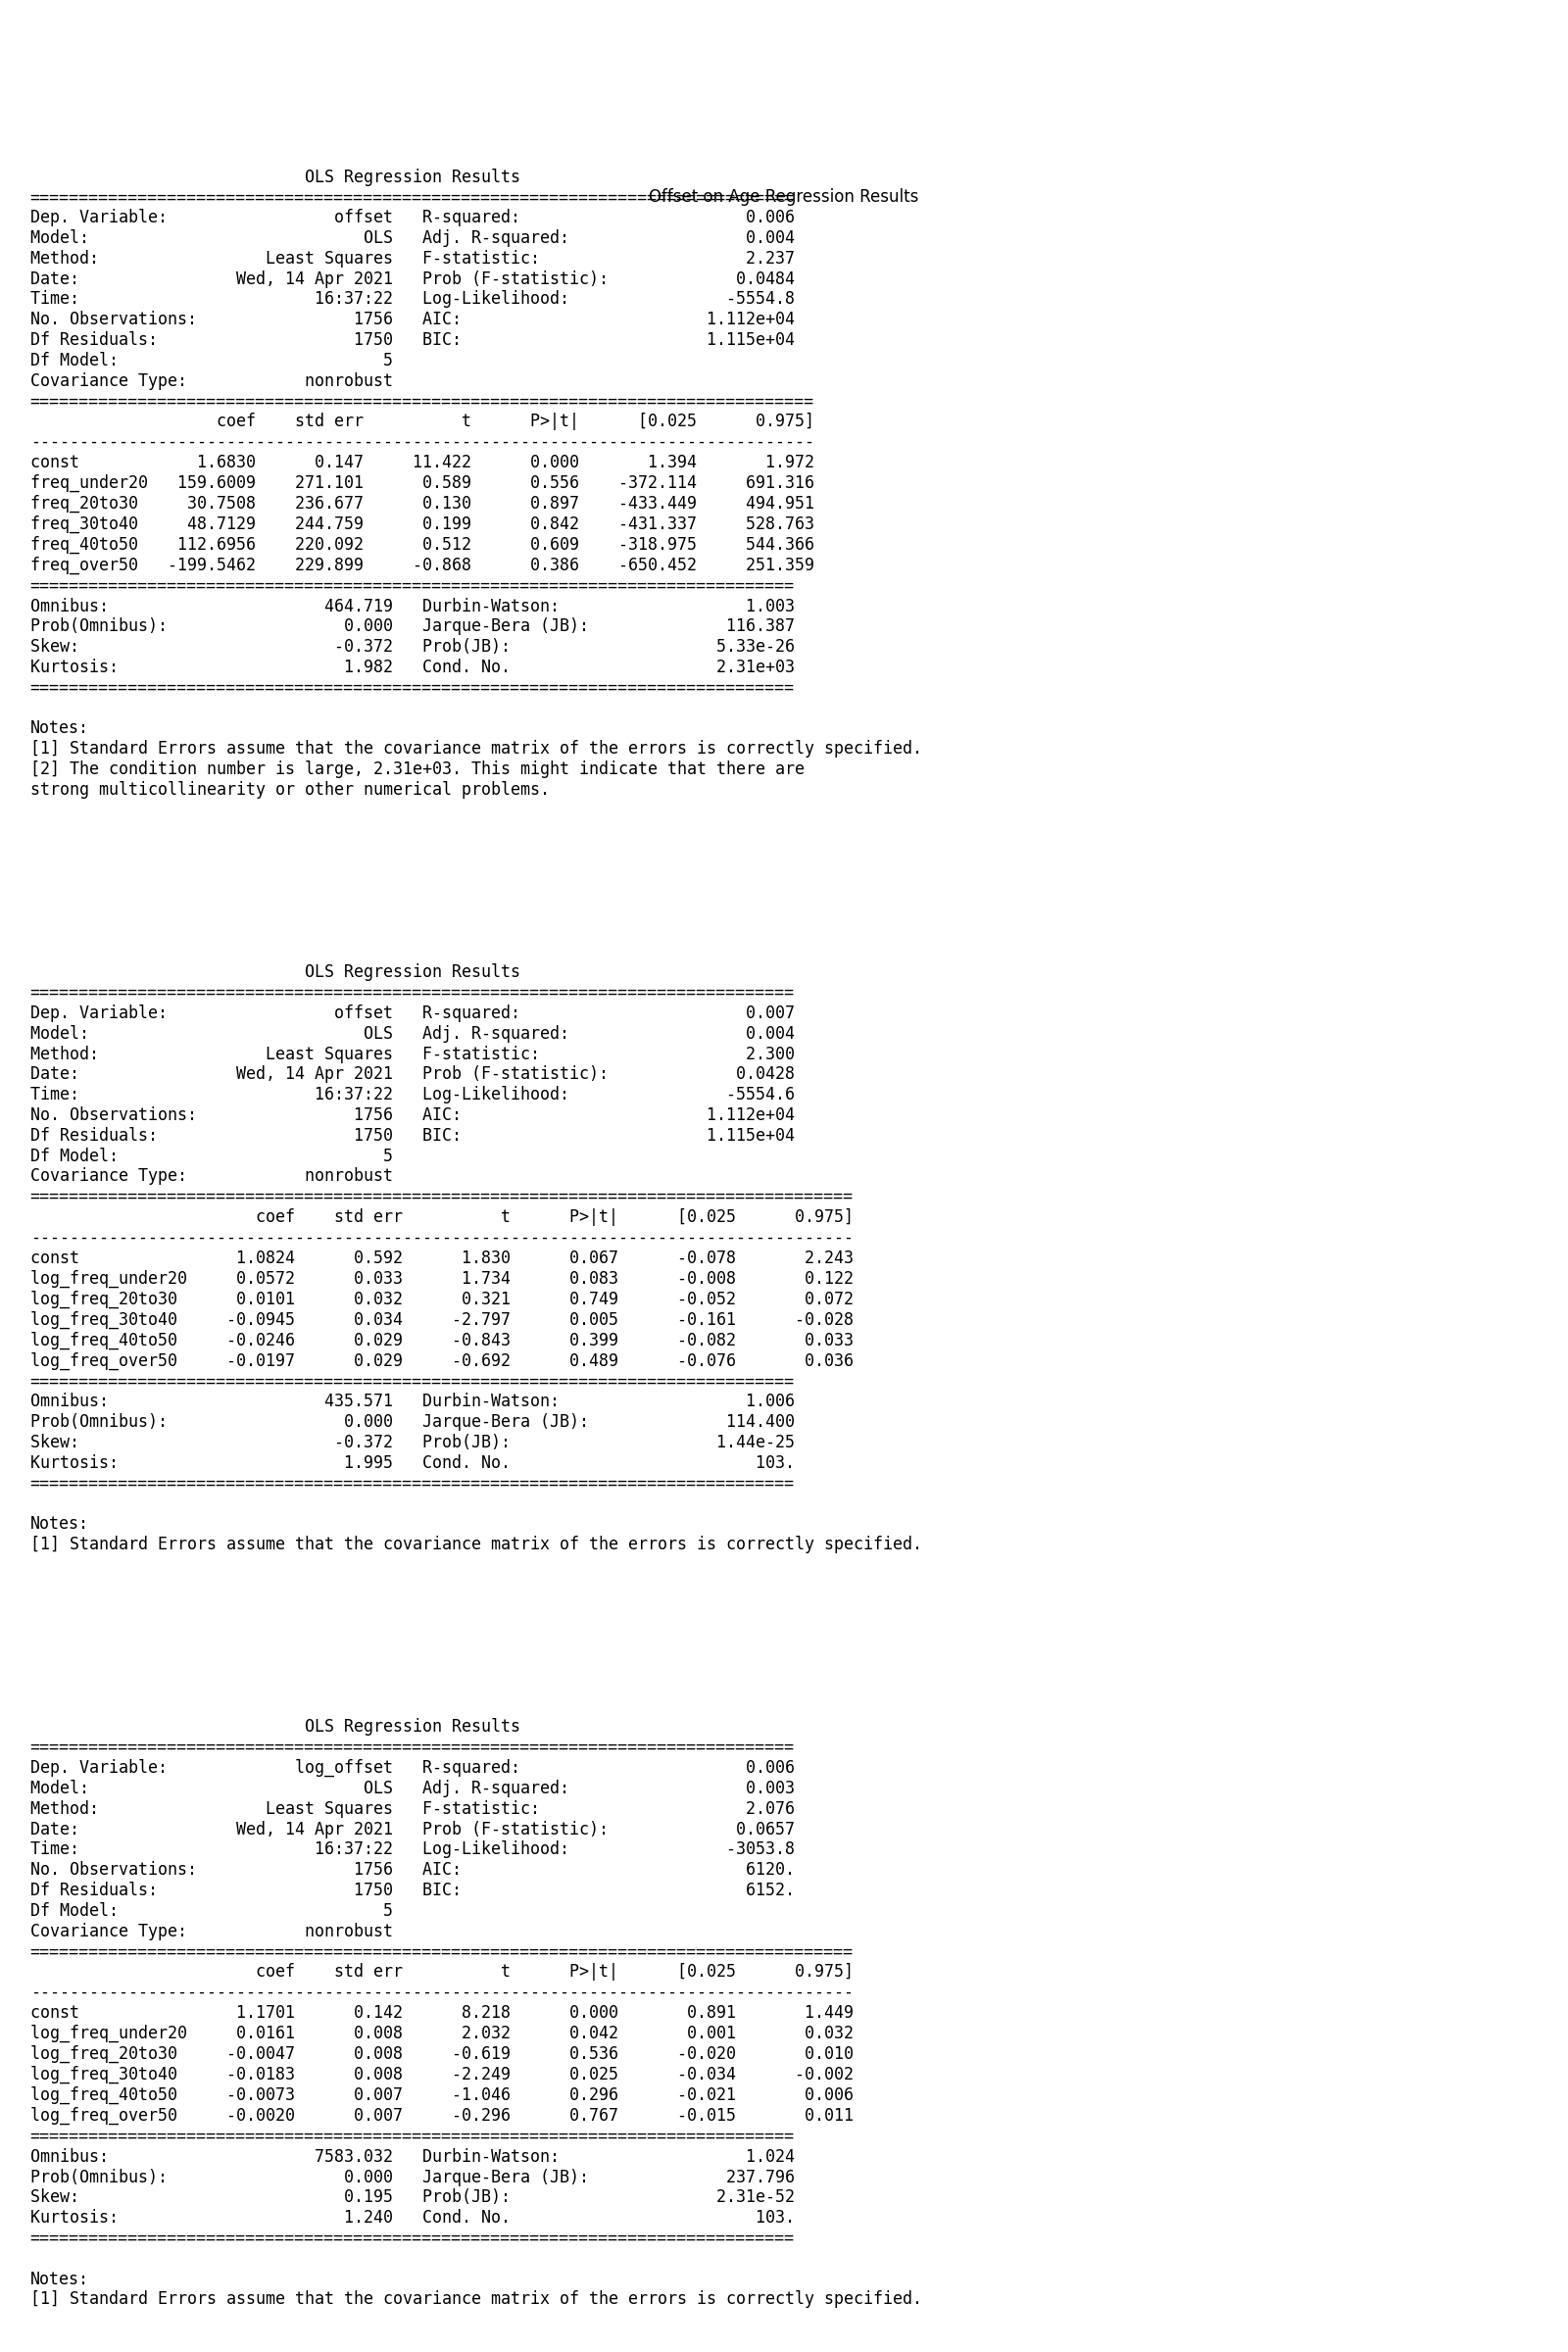 OLS Regression Results
Offset on Age Regression Results
==============================================================================
Dep. Variable:                 offset   R-squared:                       0.006
Model:                            OLS   Adj. R-squared:                  0.004
Method:                 Least Squares   F-statistic:                     2.237
Date:                Wed, 14 Apr 2021   Prob (F-statistic):             0.0484
Time:                        16:37:22   Log-Likelihood:                -5554.8
No. Observations:                1756   AIC:                         1.112e+04
Df Residuals:                    1750   BIC:                         1.115e+04
Df Model:                           5
Covariance Type:            nonrobust
================================================================================
                   coef    std err          t      P>|t|      [0.025      0.975]
--------------------------------------------------------------------------------
const            1.6830      0.147     11.422      0.000       1.394       1.972
freq_under20   159.6009    271.101      0.589      0.556    -372.114     691.316
freq_20to30     30.7508    236.677      0.130      0.897    -433.449     494.951
freq_30to40     48.7129    244.759      0.199      0.842    -431.337     528.763
freq_40to50    112.6956    220.092      0.512      0.609    -318.975     544.366
freq_over50   -199.5462    229.899     -0.868      0.386    -650.452     251.359
==============================================================================
Omnibus:                      464.719   Durbin-Watson:                   1.003
Prob(Omnibus):                  0.000   Jarque-Bera (JB):              116.387
Skew:                          -0.372   Prob(JB):                     5.33e-26
Kurtosis:                       1.982   Cond. No.                     2.31e+03
==============================================================================
Notes:
[1] Standard Errors assume that the covariance matrix of the errors is correctly specified.
[2] The condition number is large, 2.31e+03. This might indicate that there are
strong multicollinearity or other numerical problems.
                            OLS Regression Results
==============================================================================
Dep. Variable:                 offset   R-squared:                       0.007
Model:                            OLS   Adj. R-squared:                  0.004
Method:                 Least Squares   F-statistic:                     2.300
Date:                Wed, 14 Apr 2021   Prob (F-statistic):             0.0428
Time:                        16:37:22   Log-Likelihood:                -5554.6
No. Observations:                1756   AIC:                         1.112e+04
Df Residuals:                    1750   BIC:                         1.115e+04
Df Model:                           5
Covariance Type:            nonrobust
====================================================================================
                       coef    std err          t      P>|t|      [0.025      0.975]
------------------------------------------------------------------------------------
const                1.0824      0.592      1.830      0.067      -0.078       2.243
log_freq_under20     0.0572      0.033      1.734      0.083      -0.008       0.122
log_freq_20to30      0.0101      0.032      0.321      0.749      -0.052       0.072
log_freq_30to40     -0.0945      0.034     -2.797      0.005      -0.161      -0.028
log_freq_40to50     -0.0246      0.029     -0.843      0.399      -0.082       0.033
log_freq_over50     -0.0197      0.029     -0.692      0.489      -0.076       0.036
==============================================================================
Omnibus:                      435.571   Durbin-Watson:                   1.006
Prob(Omnibus):                  0.000   Jarque-Bera (JB):              114.400
Skew:                          -0.372   Prob(JB):                     1.44e-25
Kurtosis:                       1.995   Cond. No.                         103.
==============================================================================
Notes:
[1] Standard Errors assume that the covariance matrix of the errors is correctly specified.
                            OLS Regression Results
==============================================================================
Dep. Variable:             log_offset   R-squared:                       0.006
Model:                            OLS   Adj. R-squared:                  0.003
Method:                 Least Squares   F-statistic:                     2.076
Date:                Wed, 14 Apr 2021   Prob (F-statistic):             0.0657
Time:                        16:37:22   Log-Likelihood:                -3053.8
No. Observations:                1756   AIC:                             6120.
Df Residuals:                    1750   BIC:                             6152.
Df Model:                           5
Covariance Type:            nonrobust
====================================================================================
                       coef    std err          t      P>|t|      [0.025      0.975]
------------------------------------------------------------------------------------
const                1.1701      0.142      8.218      0.000       0.891       1.449
log_freq_under20     0.0161      0.008      2.032      0.042       0.001       0.032
log_freq_20to30     -0.0047      0.008     -0.619      0.536      -0.020       0.010
log_freq_30to40     -0.0183      0.008     -2.249      0.025      -0.034      -0.002
log_freq_40to50     -0.0073      0.007     -1.046      0.296      -0.021       0.006
log_freq_over50     -0.0020      0.007     -0.296      0.767      -0.015       0.011
==============================================================================
Omnibus:                     7583.032   Durbin-Watson:                   1.024
Prob(Omnibus):                  0.000   Jarque-Bera (JB):              237.796
Skew:                           0.195   Prob(JB):                     2.31e-52
Kurtosis:                       1.240   Cond. No.                         103.
==============================================================================
Notes:
[1] Standard Errors assume that the covariance matrix of the errors is correctly specified.